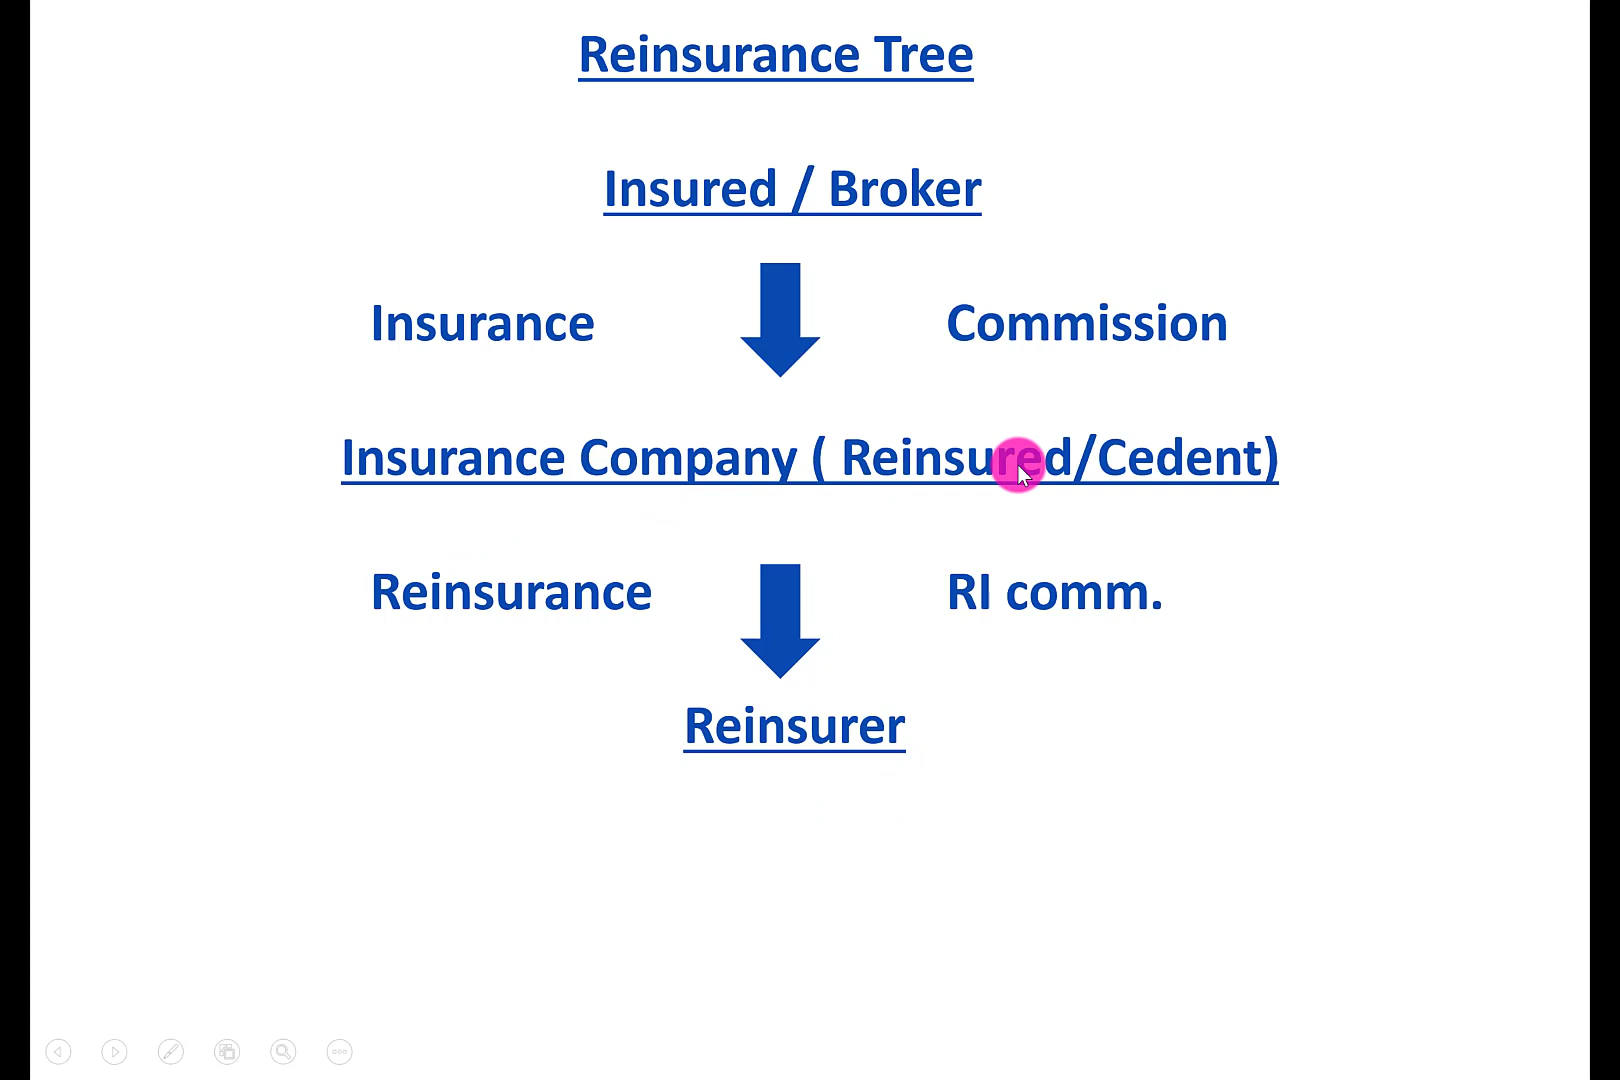 Reinsurance Tree
Insured / Broker
Insurance Commission
Insurance Company ( Reinsured/Cedent)
Reinsurance RI comm.
Reinsurer